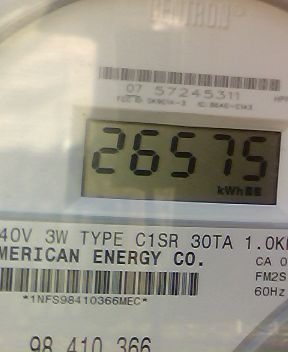 CENTRON®
07 57245311
26575
kWh
40V 3W TYPE C1SR 30TA 1.0K
MERICAN ENERGY CO.
CA 0
FM2S
60Hz
*1NFS98410366MEC*
98 410 366